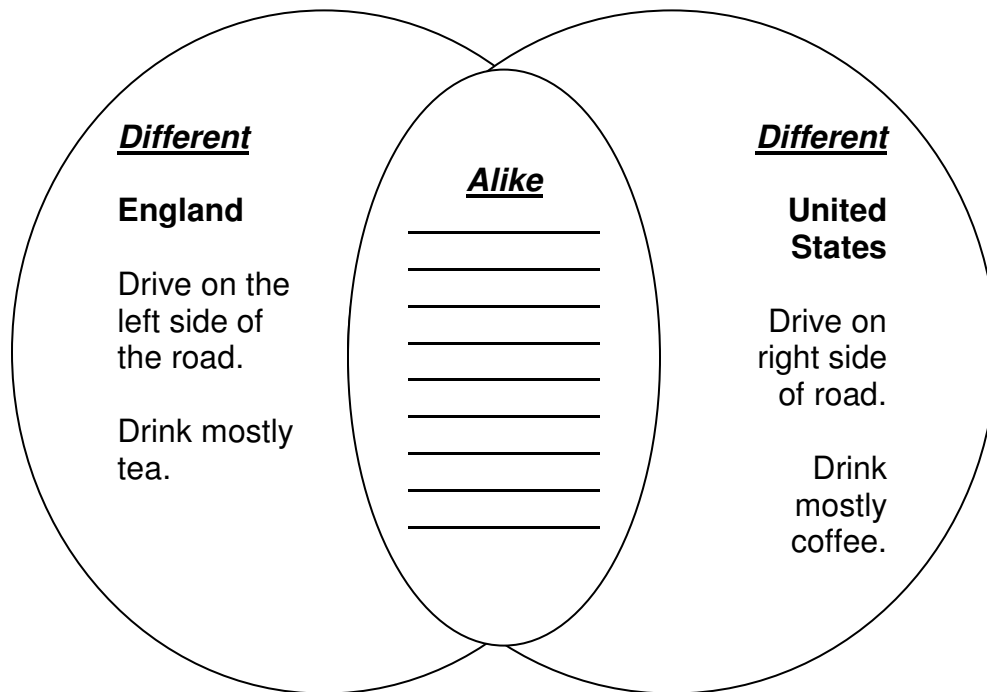 Different
England
Drive on the
left side of
the road.
Drink mostly
tea.
Alike
Different
United
States
Drive on
right side
of road.
Drink
mostly
coffee.